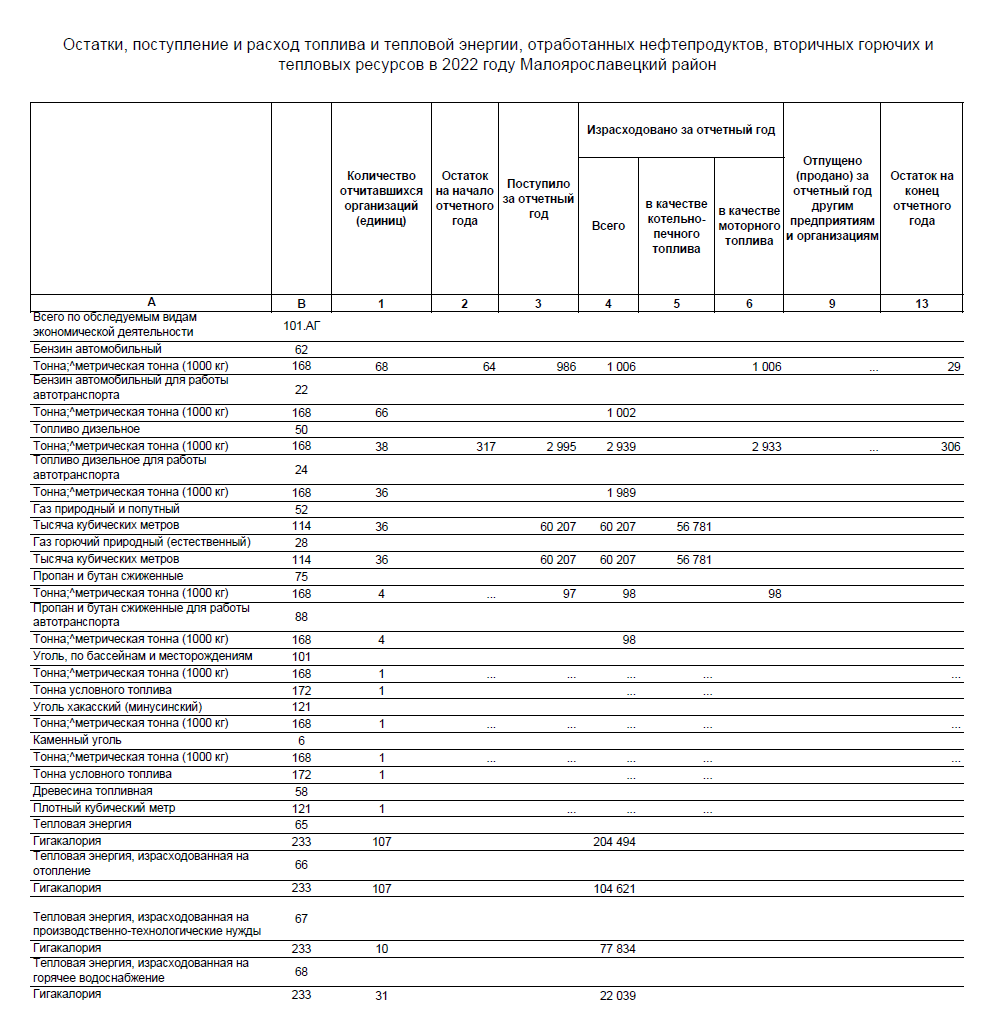 Остатки, поступление и расход топлива и тепловой энергии, отработанных нефтепродуктов, вторичных горючих и
тепловых ресурсов в 2022 году Малоярославецкий район
Количество отчитавшихся организаций (единиц) Остаток на начало отчетного года Поступило за отчетный год Израсходовано за отчетный год Отпущено (продано) за отчетный год другим предприятиям и организациям Остаток на конец отчетного года
Всего в качестве котельно-печного топлива в качестве моторного топлива
А В 1 2 3 4 5 6 9 13
Всего по обследуемым видам
экономической деятельности 101.АГ
Бензин автомобильный 62
Тонна;^метрическая тонна (1000 кг) 168 68 64 986 1 006 1 006 ... 29
Бензин автомобильный для работы
автотранспорта 22
Тонна;^метрическая тонна (1000 кг) 168 66 1 002
Топливо дизельное 50
Тонна;^метрическая тонна (1000 кг) 168 38 317 2 995 2 939 2 933 ... 306
Топливо дизельное для работы
автотранспорта 24
Тонна;^метрическая тонна (1000 кг) 168 36 1 989
Газ природный и попутный 52
Тысяча кубических метров 114 36 60 207 60 207 56 781
Газ горючий природный (естественный) 28
Тысяча кубических метров 114 36 60 207 60 207 56 781
Пропан и бутан сжиженные 75
Тонна;^метрическая тонна (1000 кг) 168 4 ... 97 98 98
Пропан и бутан сжиженные для работы
автотранспорта 88
Тонна;^метрическая тонна (1000 кг) 168 4 98
Уголь, по бассейнам и месторождениям 101
Тонна;^метрическая тонна (1000 кг) 168 1 ... ... ... ... ...
Тонна условного топлива 172 1 ... ...
Уголь хакасский (минусинский) 121
Тонна;^метрическая тонна (1000 кг) 168 1 ... ... ... ... ...
Каменный уголь 6
Тонна;^метрическая тонна (1000 кг) 168 1 ... ... ... ... ...
Тонна условного топлива 172 1 ... ...
Древесина топливная 58
Плотный кубический метр 121 1 ... ... ...
Тепловая энергия 65
Гигакалория 233 107 204 494
Тепловая энергия, израсходованная на
отопление 66
Гигакалория 233 107 104 621
Тепловая энергия, израсходованная на
производственно-технологические нужды 67
Гигакалория 233 10 77 834
Тепловая энергия, израсходованная на
горячее водоснабжение 68
Гигакалория 233 31 22 039